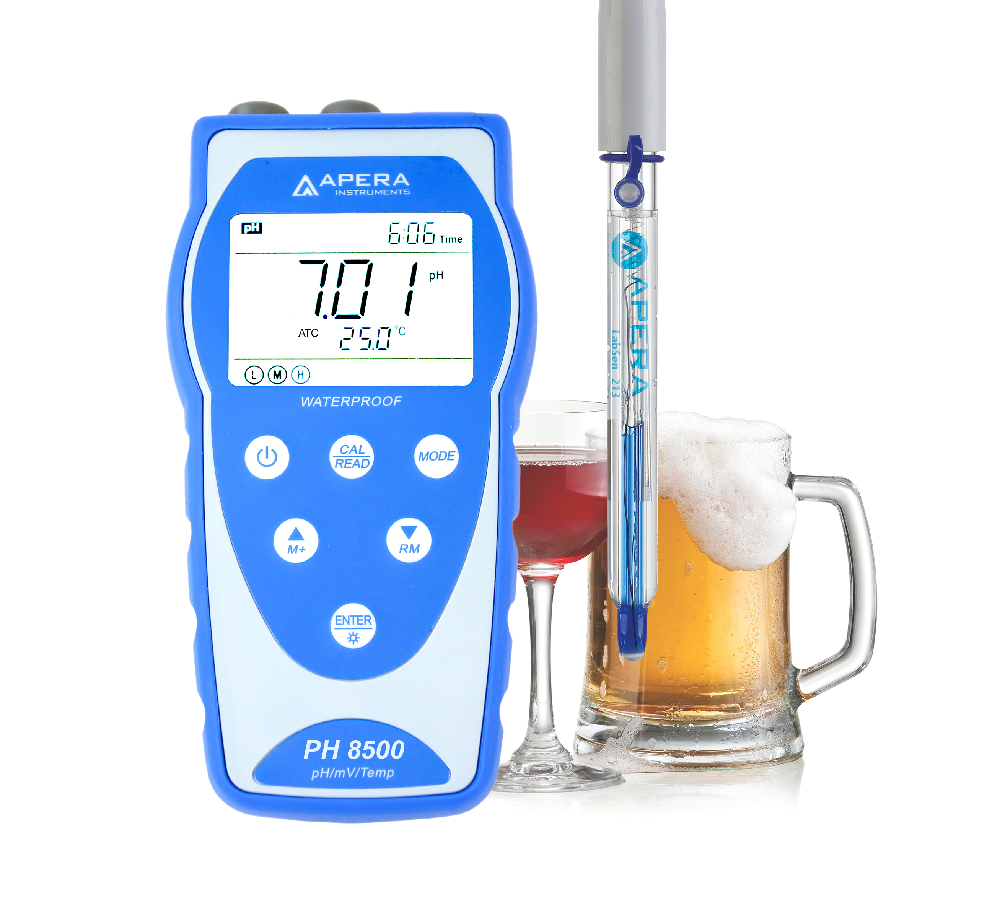 APERA
INSTRUMENTS
pH
6:06 Time
7.01 pH
ATC 25.0 °C
L M H
WATERPROOF
CAL
READ
MODE
M+
RM
ENTER
PH 8500
pH/mV/Temp
APERA
LabSen 213